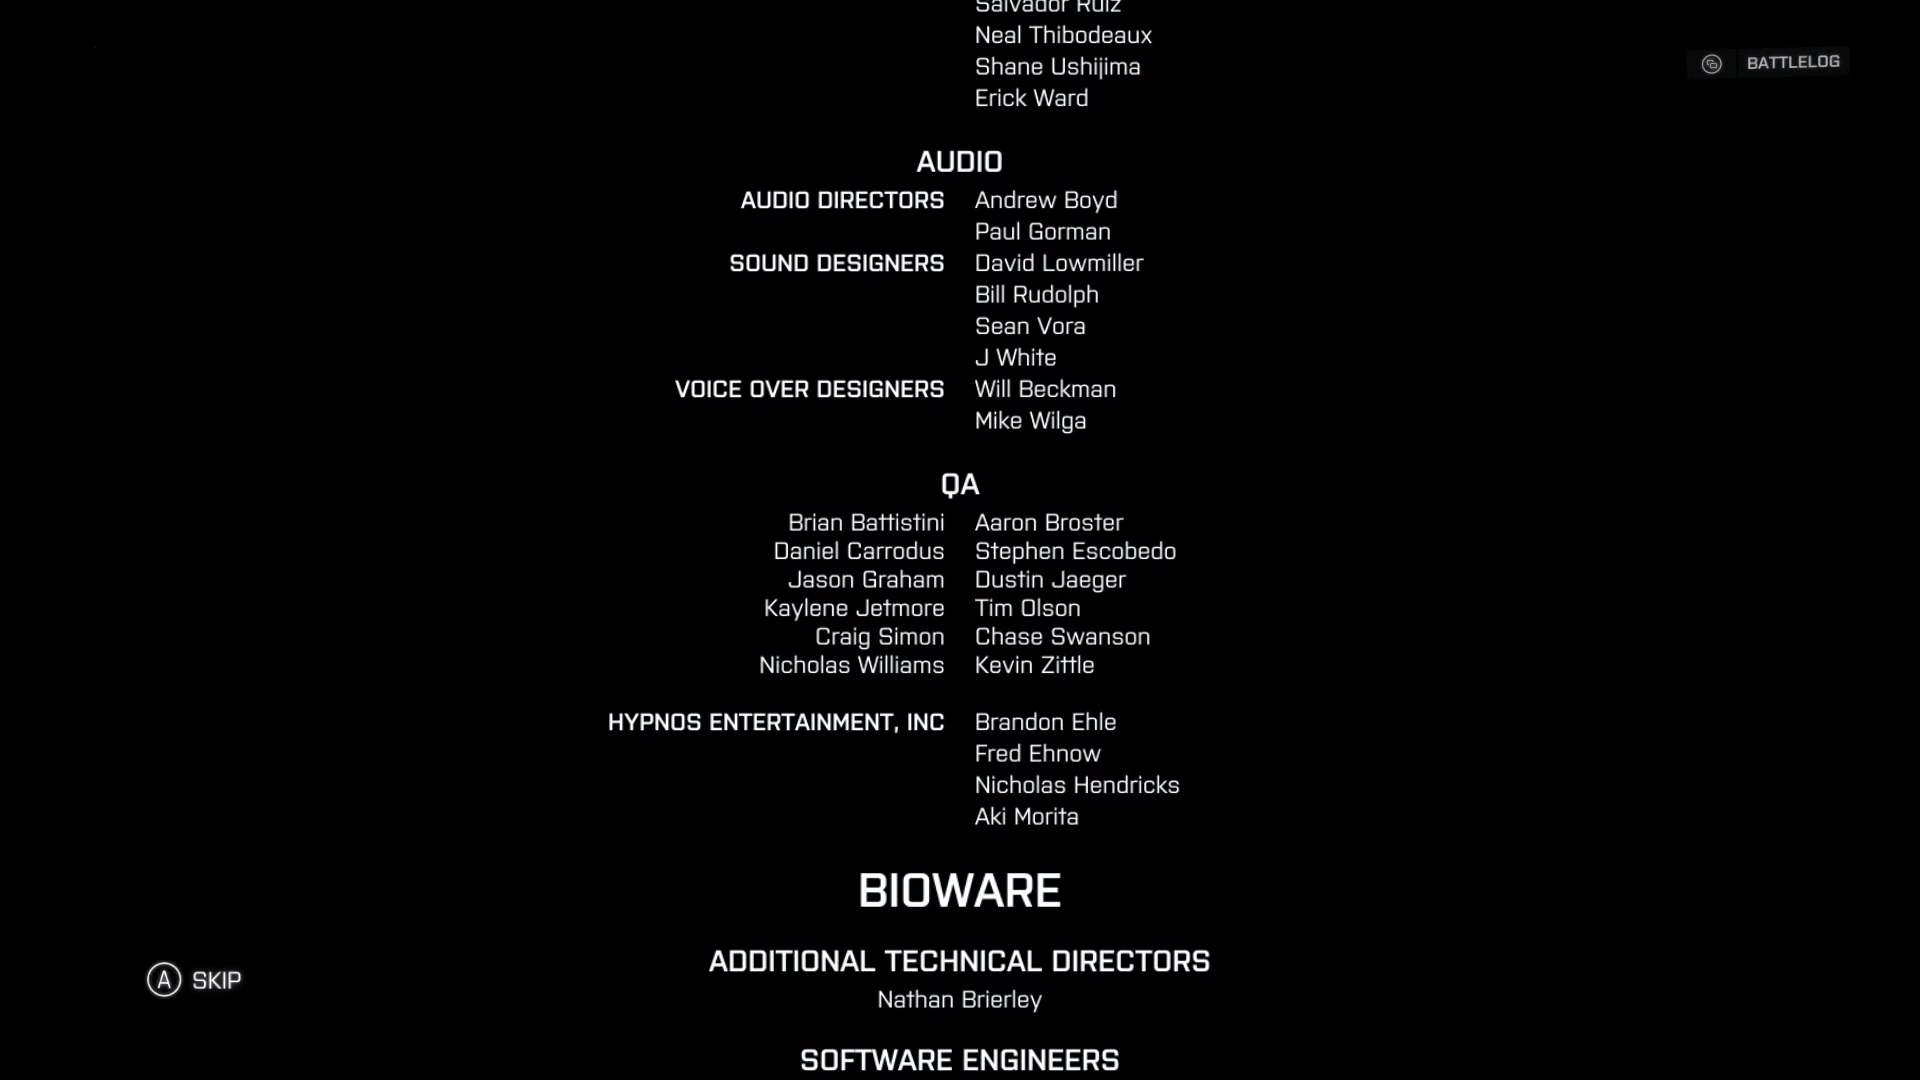 Salvador Ruiz
Neal Thibodeaux
BATTLELOG
Shane Ushijima
Erick Ward
AUDIO
AUDIO DIRECTORS Andrew Boyd
Paul Gorman
SOUND DESIGNERS David Lowmiller
Bill Rudolph
Sean Vora
J White
VOICE OVER DESIGNERS Will Beckman
Mike Wilga
QA
Brian Battistini Aaron Broster
Daniel Carrodus Stephen Escobedo
Jason Graham Dustin Jaeger
Kaylene Jetmore Tim Olson
Craig Simon Chase Swanson
Nicholas Williams Kevin Zittle
HYPNOS ENTERTAINMENT, INC Brandon Ehle
Fred Ehnow
Nicholas Hendricks
Aki Morita
BIOWARE
ADDITIONAL TECHNICAL DIRECTORS
A SKIP
Nathan Brierley
SOFTWARE ENGINEERS